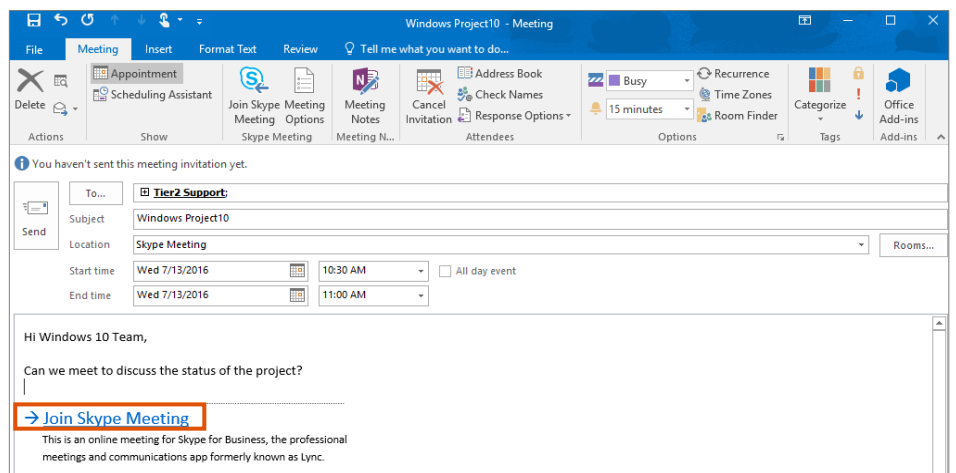 Windows Project10 - Meeting
File Meeting Insert Format Text Review Tell me what you want to do...
Delete
Actions
Appointment
Scheduling Assistant
Show
Join Skype Meeting
Meeting Options
Skype Meeting
Meeting Notes
Meeting N...
Cancel Invitation
Address Book
Check Names
Response Options
Attendees
Busy
15 minutes
Recurrence
Time Zones
Room Finder
Options
Categorize
Tags
Office Add-ins
Add-ins
You haven't sent this meeting invitation yet.
Send
To... Tier2 Support;
Subject Windows Project10
Location Skype Meeting Rooms...
Start time Wed 7/13/2016 10:30 AM All day event
End time Wed 7/13/2016 11:00 AM
Hi Windows 10 Team,
Can we meet to discuss the status of the project?
→ Join Skype Meeting
This is an online meeting for Skype for Business, the professional
meetings and communications app formerly known as Lync.